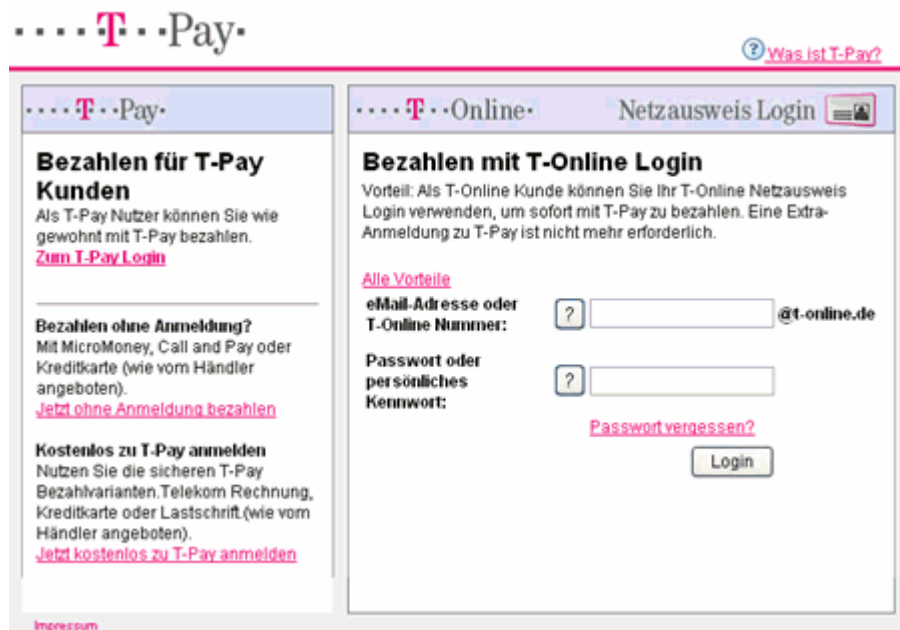 ····T··Pay·
Was ist T-Pay?
····T··Pay·
Bezahlen für T-Pay
Kunden
Als T-Pay Nutzer können Sie wie
gewohnt mit T-Pay bezahlen.
Zum T-Pay Login
Bezahlen ohne Anmeldung?
Mit MicroMoney, Call and Pay oder
Kreditkarte (wie vom Händler
angeboten).
Jetzt ohne Anmeldung bezahlen
Kostenlos zu T-Pay anmelden
Nutzen Sie die sicheren T-Pay
Bezahlvarianten.Telekom Rechnung,
Kreditkarte oder Lastschrift.(wie vom
Händler angeboten).
Jetzt kostenlos zu T-Pay anmelden
····T··Online· Netzausweis Login
Bezahlen mit T-Online Login
Vorteil: Als T-Online Kunde können Sie Ihr T-Online Netzausweis
Login verwenden, um sofort mit T-Pay zu bezahlen. Eine Extra-
Anmeldung zu T-Pay ist nicht mehr erforderlich.
Alle Vorteile
eMail-Adresse oder
T-Online Nummer:
? @t-online.de
Passwort oder
persönliches
Kennwort:
?
Passwort vergessen?
Login
Impressum